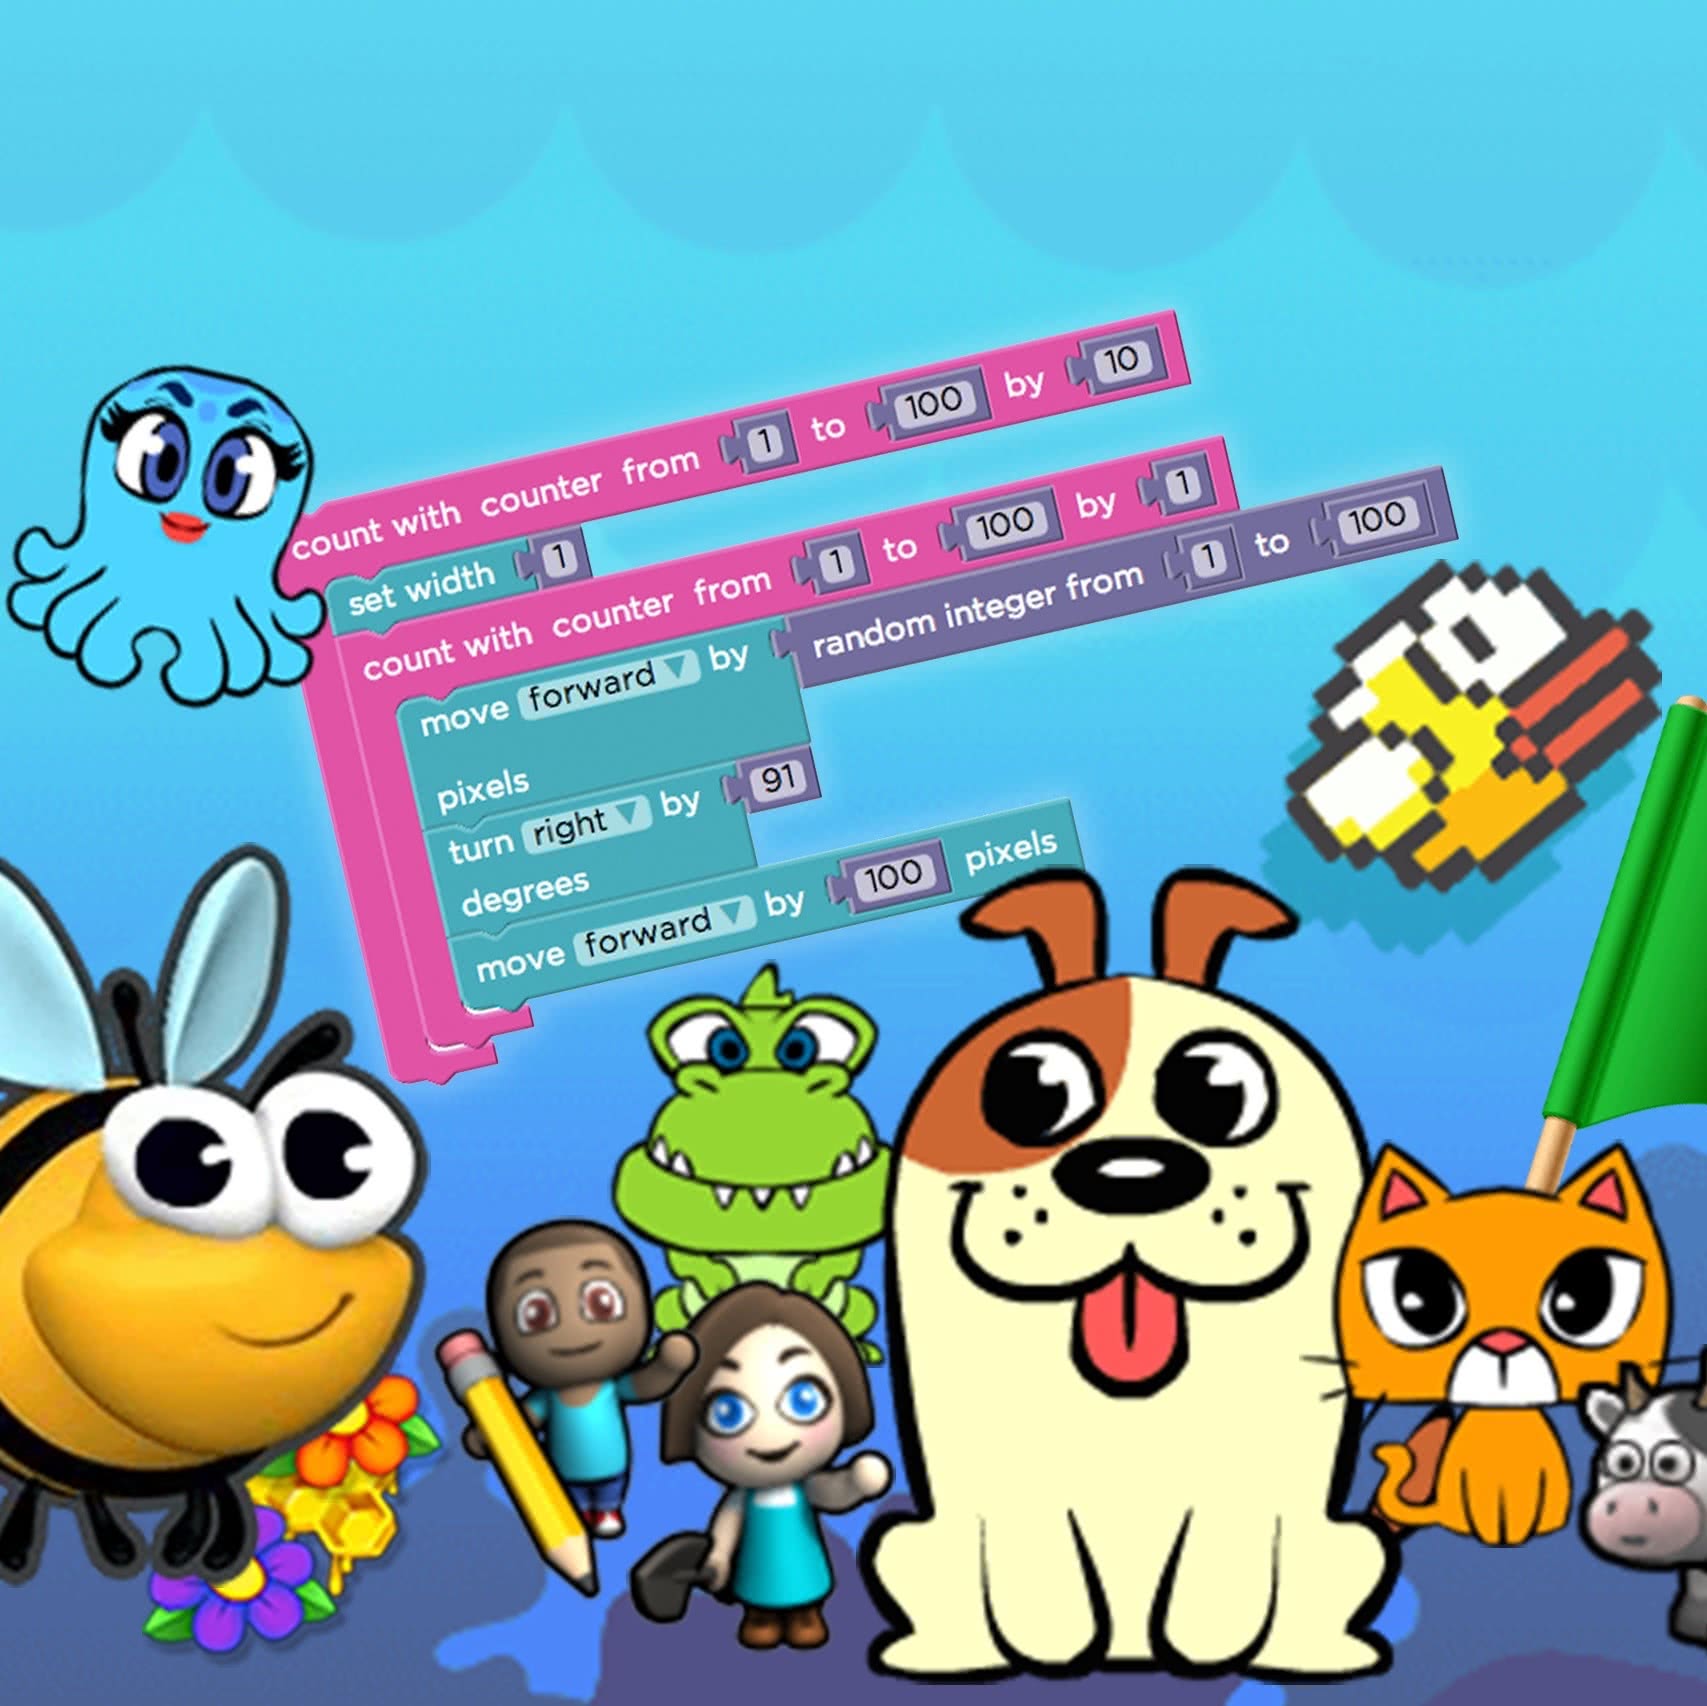 count with counter from 1 to 100 by 10
set width 1
count with counter from 1 to 100 by 1
move forward by random integer from 1 to 100
pixels
turn right by 91
degrees
move forward by 100 pixels